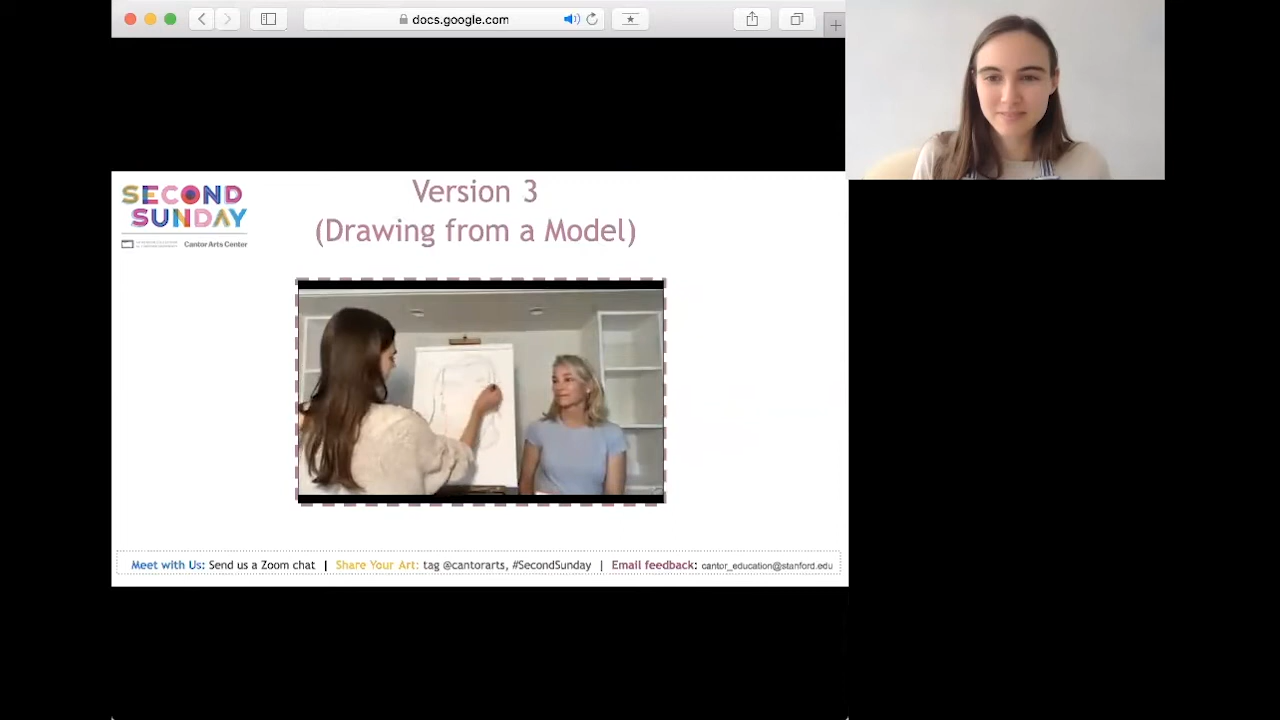 docs.google.com
SECOND
SUNDAY
Cantor Arts Center
Version 3
(Drawing from a Model)
Meet with Us: Send us a Zoom chat | Share Your Art: tag @cantorarts, #SecondSunday | Email feedback: cantor_education@stanford.edu